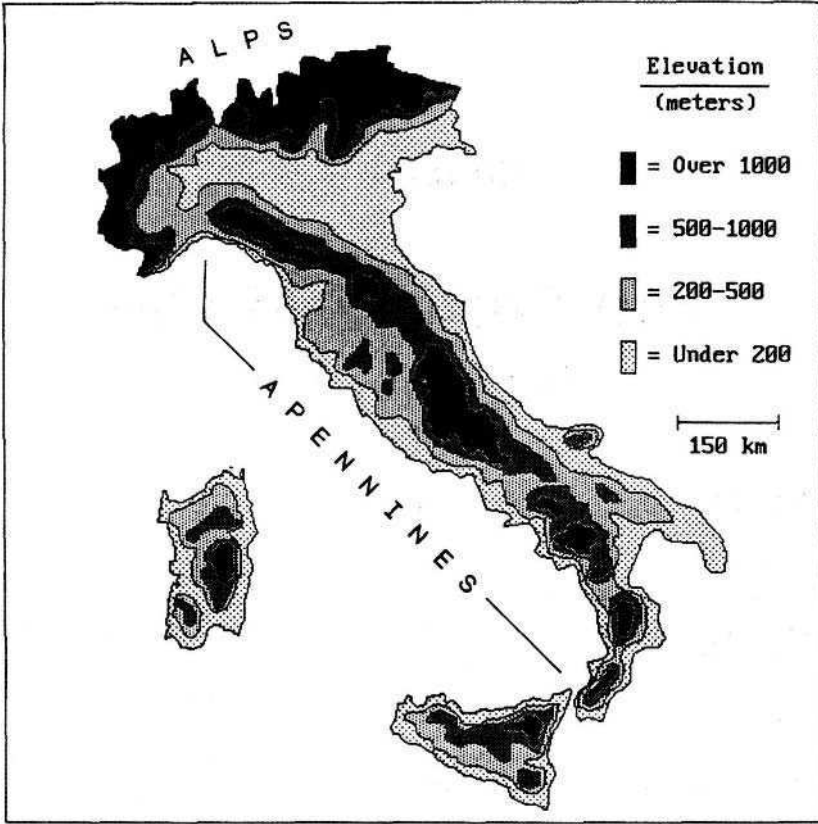 ALPS
Elevation
(meters)
= Over 1000
= 500-1000
= 200-500
= Under 200
150 km
APENNINES